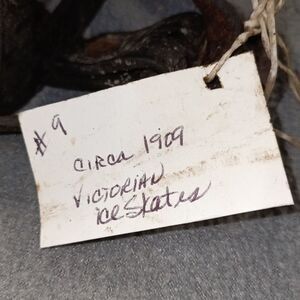 #9
CIRCA 1909
VICTORIAN
ice Skates